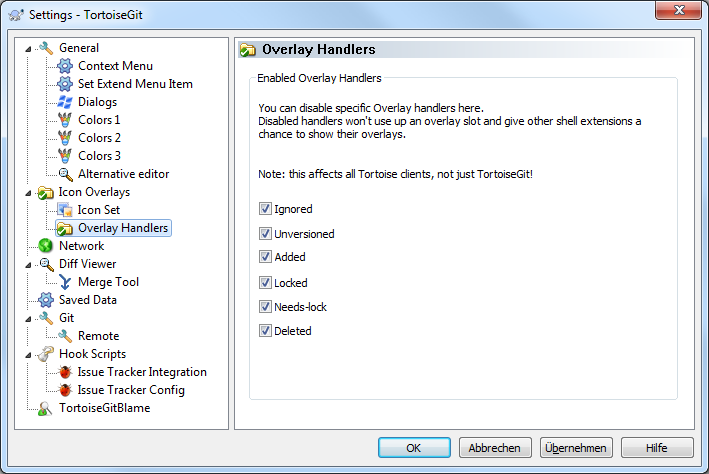 Settings - TortoiseGit
General
Context Menu
Set Extend Menu Item
Dialogs
Colors 1
Colors 2
Colors 3
Alternative editor
Icon Overlays
Icon Set
Overlay Handlers
Network
Diff Viewer
Merge Tool
Saved Data
Git
Remote
Hook Scripts
Issue Tracker Integration
Issue Tracker Config
TortoiseGitBlame
Overlay Handlers
Enabled Overlay Handlers
You can disable specific Overlay handlers here.
Disabled handlers won't use up an overlay slot and give other shell extensions a
chance to show their overlays.
Note: this affects all Tortoise clients, not just TortoiseGit!
Ignored
Unversioned
Added
Locked
Needs-lock
Deleted
OK
Abbrechen
Übernehmen
Hilfe